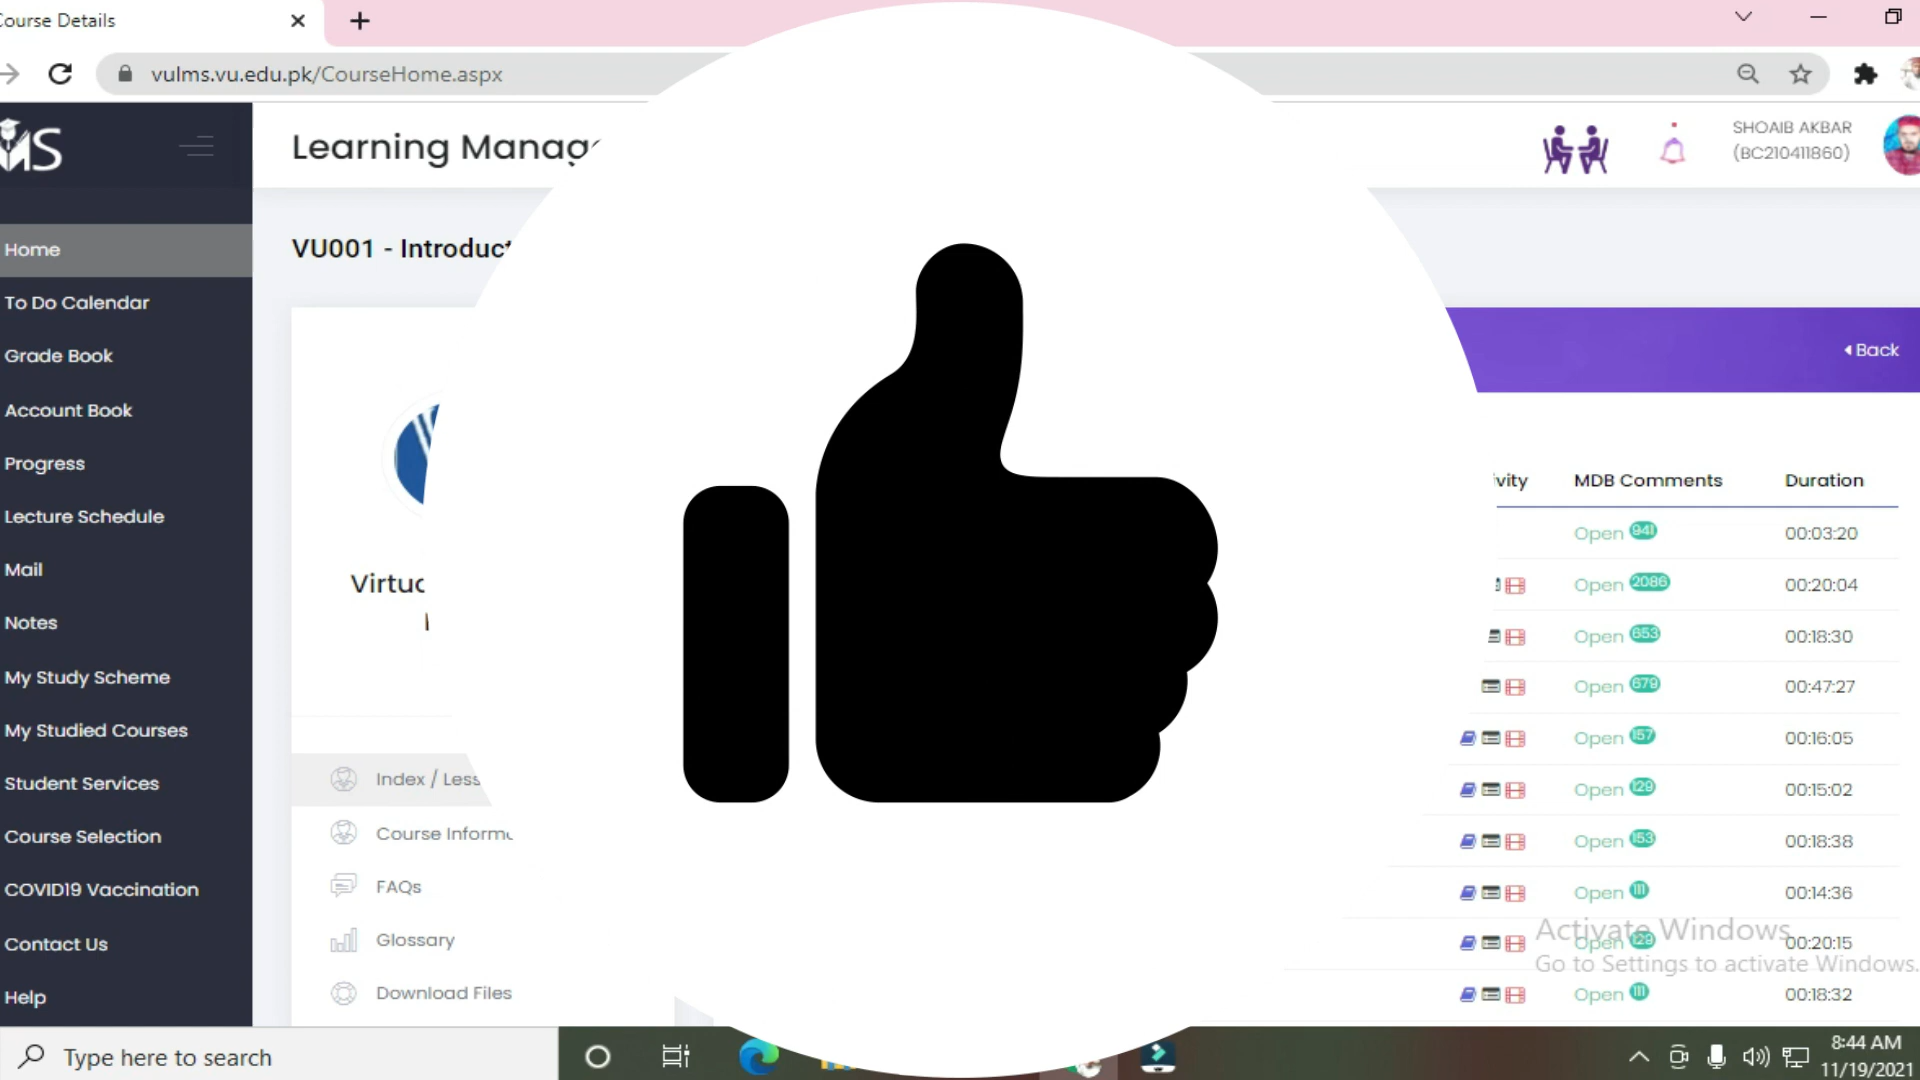 Course Details
vulms.vu.edu.pk/CourseHome.aspx
Learning Manag
SHOAIB AKBAR
(BC210411860)
Home
To Do Calendar
Grade Book
Account Book
Progress
Lecture Schedule
Mail
Notes
My Study Scheme
My Studied Courses
Student Services
Course Selection
COVID19 Vaccination
Contact Us
Help
VU001 - Introduct
Back
Virtu
Index / Less
Course Inform
FAQs
Glossary
Download Files
ivity MDB Comments Duration
Open 941 00:03:20
Open 2086 00:20:04
Open 653 00:18:30
Open 679 00:47:27
Open 157 00:16:05
Open 129 00:15:02
Open 153 00:18:38
Open 111 00:14:36
Open 129 00:20:15
Open 111 00:18:32
Activate Windows
Go to Settings to activate Windows.
Type here to search
8:44 AM
11/19/2021